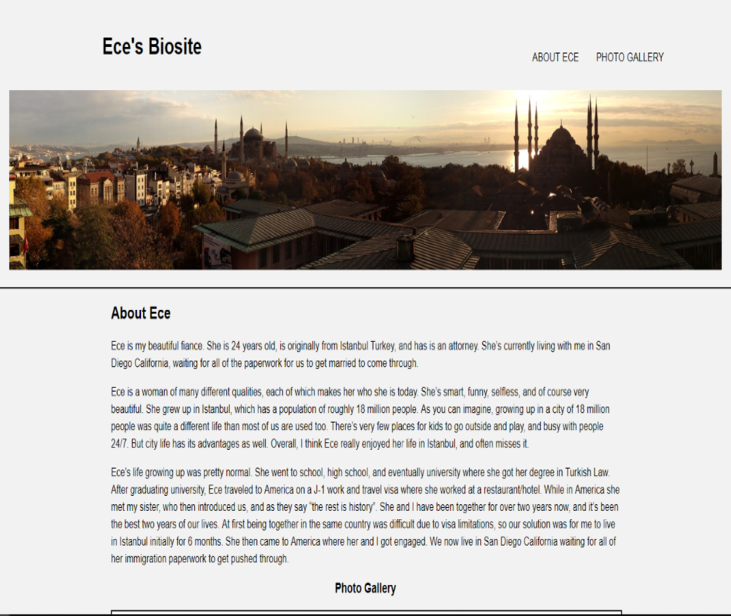 Ece's Biosite
ABOUT ECE PHOTO GALLERY
About Ece
Ece is my beautiful fiance. She is 24 years old, is originally from Istanbul Turkey, and has is an attorney. She's currently living with me in San
Diego California, waiting for all of the paperwork for us to get married to come through.
Ece is a woman of many different qualities, each of which makes her who she is today. She's smart, funny, selfless, and of course very
beautiful. She grew up in Istanbul, which has a population of roughly 18 million people. As you can imagine, growing up in a city of 18 million
people was quite a different life than most of us are used too. There's very few places for kids to go outside and play, and busy with people
24/7. But city life has its advantages as well. Overall, I think Ece really enjoyed her life in Istanbul, and often misses it.
Ece's life growing up was pretty normal. She went to school, high school, and eventually university where she got her degree in Turkish Law.
After graduating university, Ece traveled to America on a J-1 work and travel visa where she worked at a restaurant/hotel. While in America she
met my sister, who then introduced us, and as they say "the rest is history". She and I have been together for over two years now, and it's been
the best two years of our lives. At first being together in the same country was difficult due to visa limitations, so our solution was for me to live
in Istanbul initially for 6 months. She then came to America where her and I got engaged. We now live in San Diego California waiting for all of
her immigration paperwork to get pushed through.
Photo Gallery